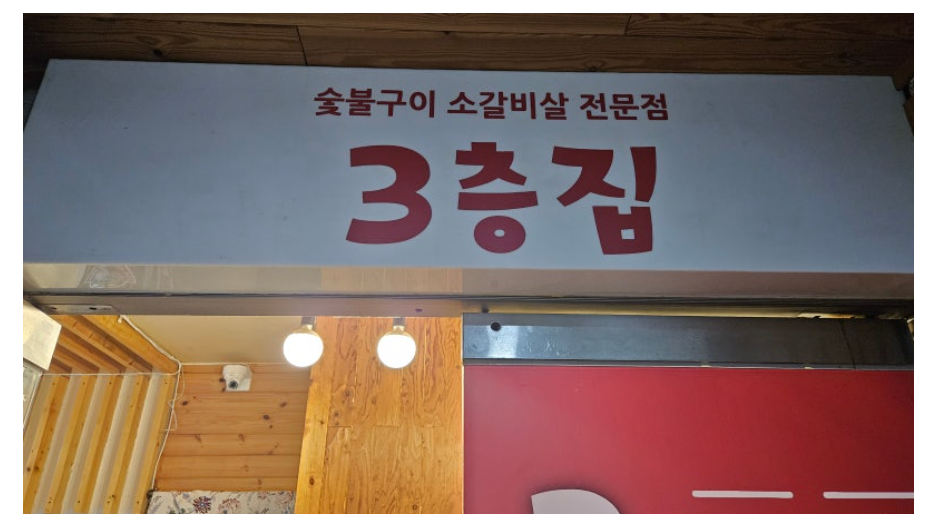 숯불구이 소갈비살 전문점
3층집